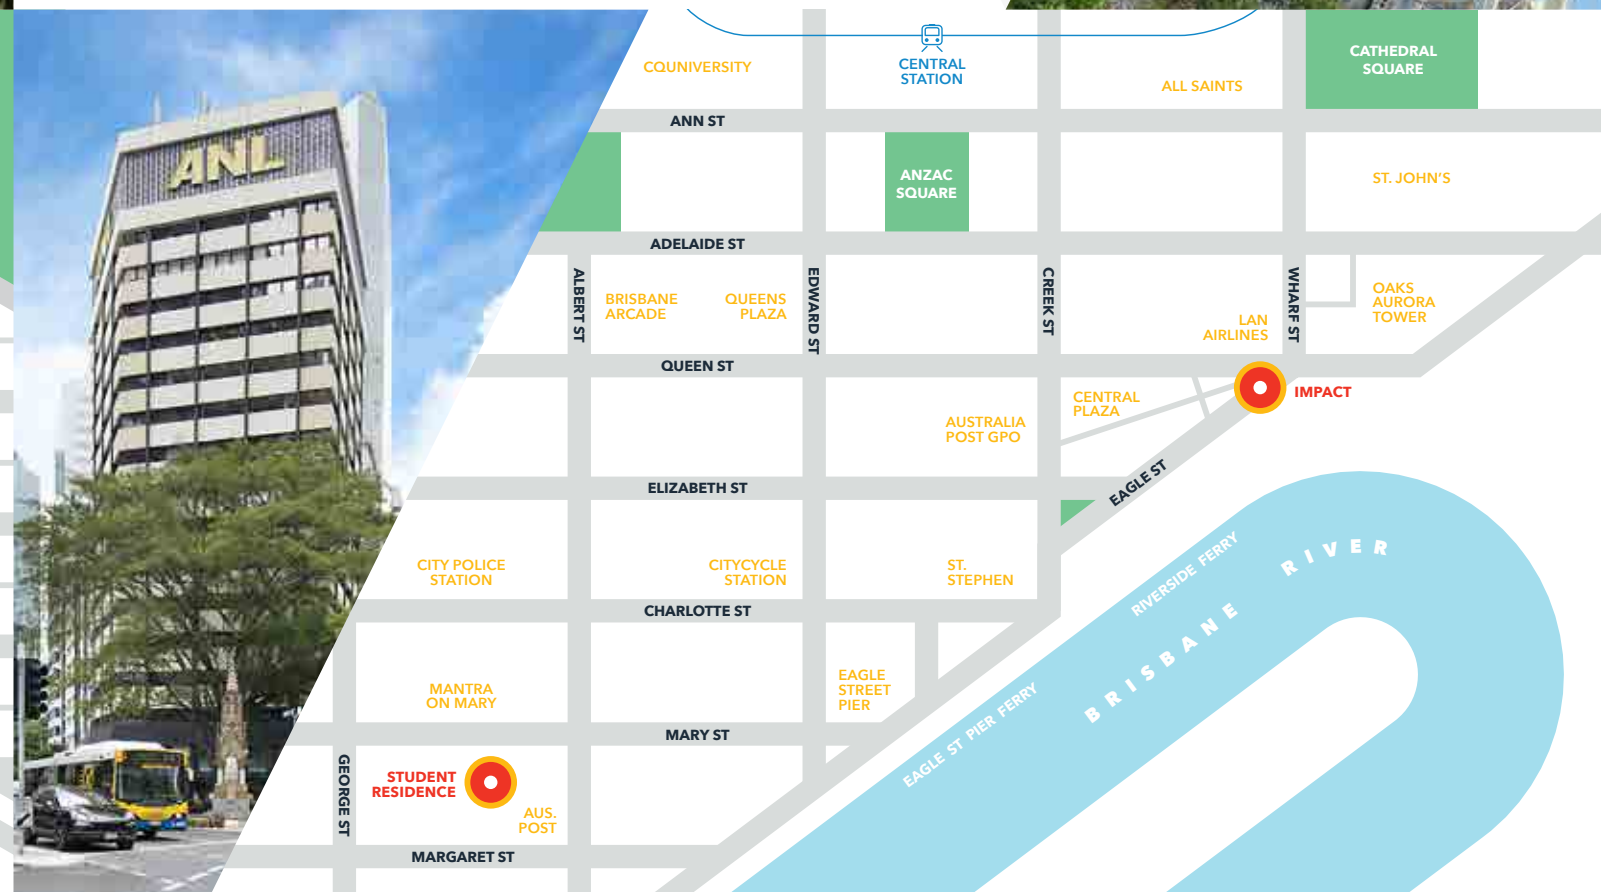 ANL
CQUNIVERSITY
CENTRAL
STATION
ALL SAINTS
CATHEDRAL
SQUARE
ANN ST
ANZAC
SQUARE
ST. JOHN'S
ADELAIDE ST
ALBERT ST
BRISBANE
ARCADE
QUEENS
PLAZA
EDWARD ST
CREEK ST
LAN
AIRLINES
WHARF ST
OAKS
AURORA
TOWER
QUEEN ST
IMPACT
CENTRAL
PLAZA
AUSTRALIA
POST GPO
EAGLE ST
ELIZABETH ST
CITY POLICE
STATION
CITYCYCLE
STATION
ST.
STEPHEN
RIVERSIDE FERRY
BRISBANE RIVER
CHARLOTTE ST
MANTRA
ON MARY
EAGLE
STREET
PIER
EAGLE ST PIER FERRY
MARY ST
GEORGE ST
STUDENT
RESIDENCE
AUS.
POST
MARGARET ST